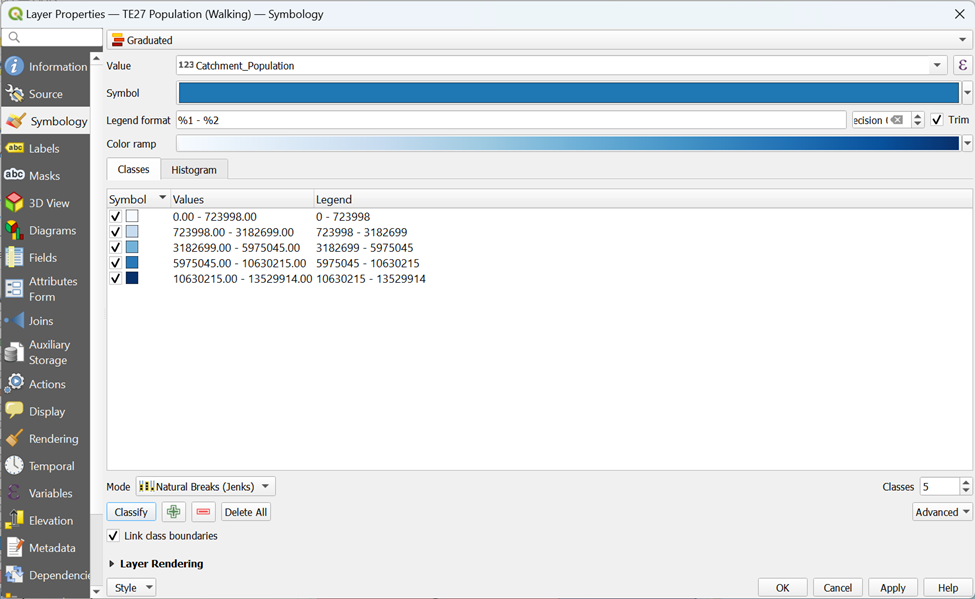 Layer Properties — TE27 Population (Walking) — Symbology
Graduated
Information
Source
Symbology
Labels
Masks
3D View
Diagrams
Fields
Attributes
Form
Joins
Auxiliary
Storage
Actions
Display
Rendering
Temporal
Variables
Elevation
Metadata
Dependencie
Value
123 Catchment_Population
ε
Symbol
Legend format
%1 - %2
ecision
Trim
Color ramp
Classes
Histogram
Symbol Values Legend
0.00 - 723998.00 0 - 723998
723998.00 - 3182699.00 723998 - 3182699
3182699.00 - 5975045.00 3182699 - 5975045
5975045.00 - 10630215.00 5975045 - 10630215
10630215.00 - 13529914.00 10630215 - 13529914
Mode Natural Breaks (Jenks) Classes 5
Classify Delete All Advanced
Link class boundaries
Layer Rendering
Style OK Cancel Apply Help